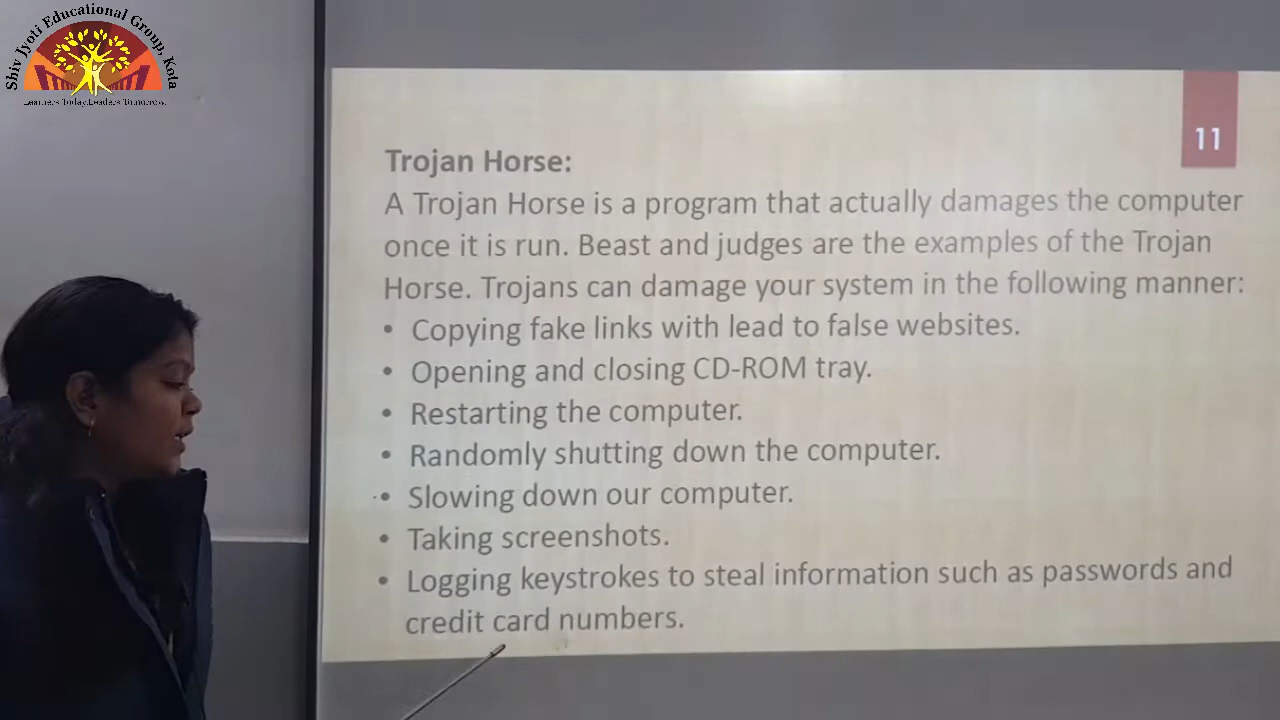 Shiv Jyoti Educational Group, Kota
Learners Today.Leaders Tomorrow.
11
Trojan Horse:
A Trojan Horse is a program that actually damages the computer
once it is run. Beast and judges are the examples of the Trojan
Horse. Trojans can damage your system in the following manner:
• Copying fake links with lead to false websites.
• Opening and closing CD-ROM tray.
• Restarting the computer.
• Randomly shutting down the computer.
• Slowing down our computer.
• Taking screenshots.
• Logging keystrokes to steal information such as passwords and
credit card numbers.